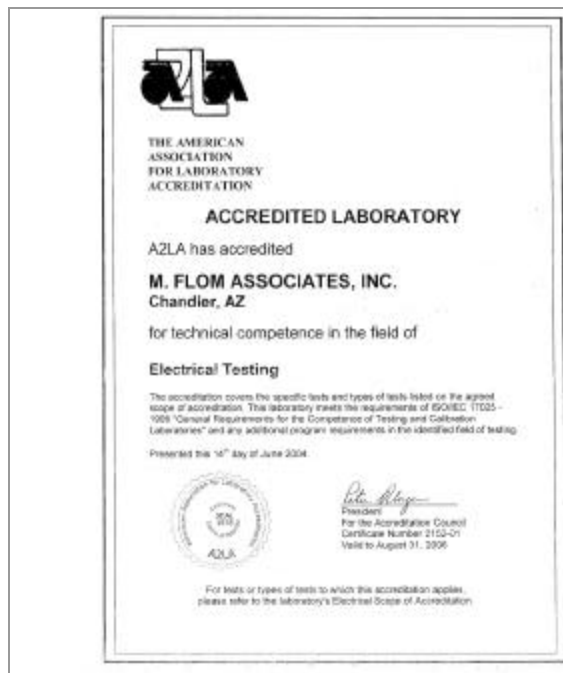 A2LA
THE AMERICAN
ASSOCIATION
FOR LABORATORY
ACCREDITATION
ACCREDITED LABORATORY
A2LA has accredited
M. FLOM ASSOCIATES, INC.
Chandler, AZ
for technical competence in the field of
Electrical Testing
The accreditation covers the specific tests and types of tests listed on the agreed
scope of accreditation. This laboratory meets the requirements of ISO/IEC 17025 -
1999 "General Requirements for the Competence of Testing and Calibration
Laboratories" and any additional program requirements in the identified field of testing.
Presented this 14th day of June 2004.
President
For the Accreditation Council
Certificate Number 2152-01
Valid to August 31, 2006
SEAL
A2LA
For tests or types of tests to which this accreditation applies,
please refer to the laboratory's Electrical Scope of Accreditation